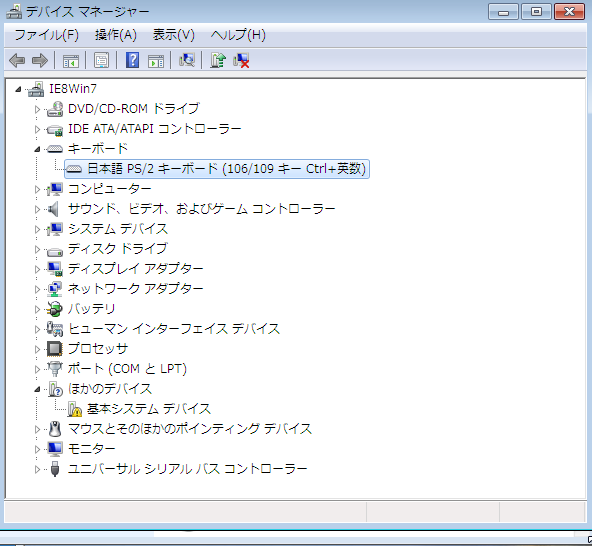 デバイス マネージャー
ファイル(F) 操作(A) 表示(V) ヘルプ(H)
IE8Win7
DVD/CD-ROM ドライブ
IDE ATA/ATAPI コントローラー
キーボード
日本語 PS/2 キーボード (106/109 キー Ctrl+英数)
コンピューター
サウンド、ビデオ、およびゲーム コントローラー
システム デバイス
ディスク ドライブ
ディスプレイ アダプター
ネットワーク アダプター
バッテリ
ヒューマン インターフェイス デバイス
プロセッサ
ポート (COM と LPT)
ほかのデバイス
基本システム デバイス
マウスとそのほかのポインティング デバイス
モニター
ユニバーサル シリアル バス コントローラー